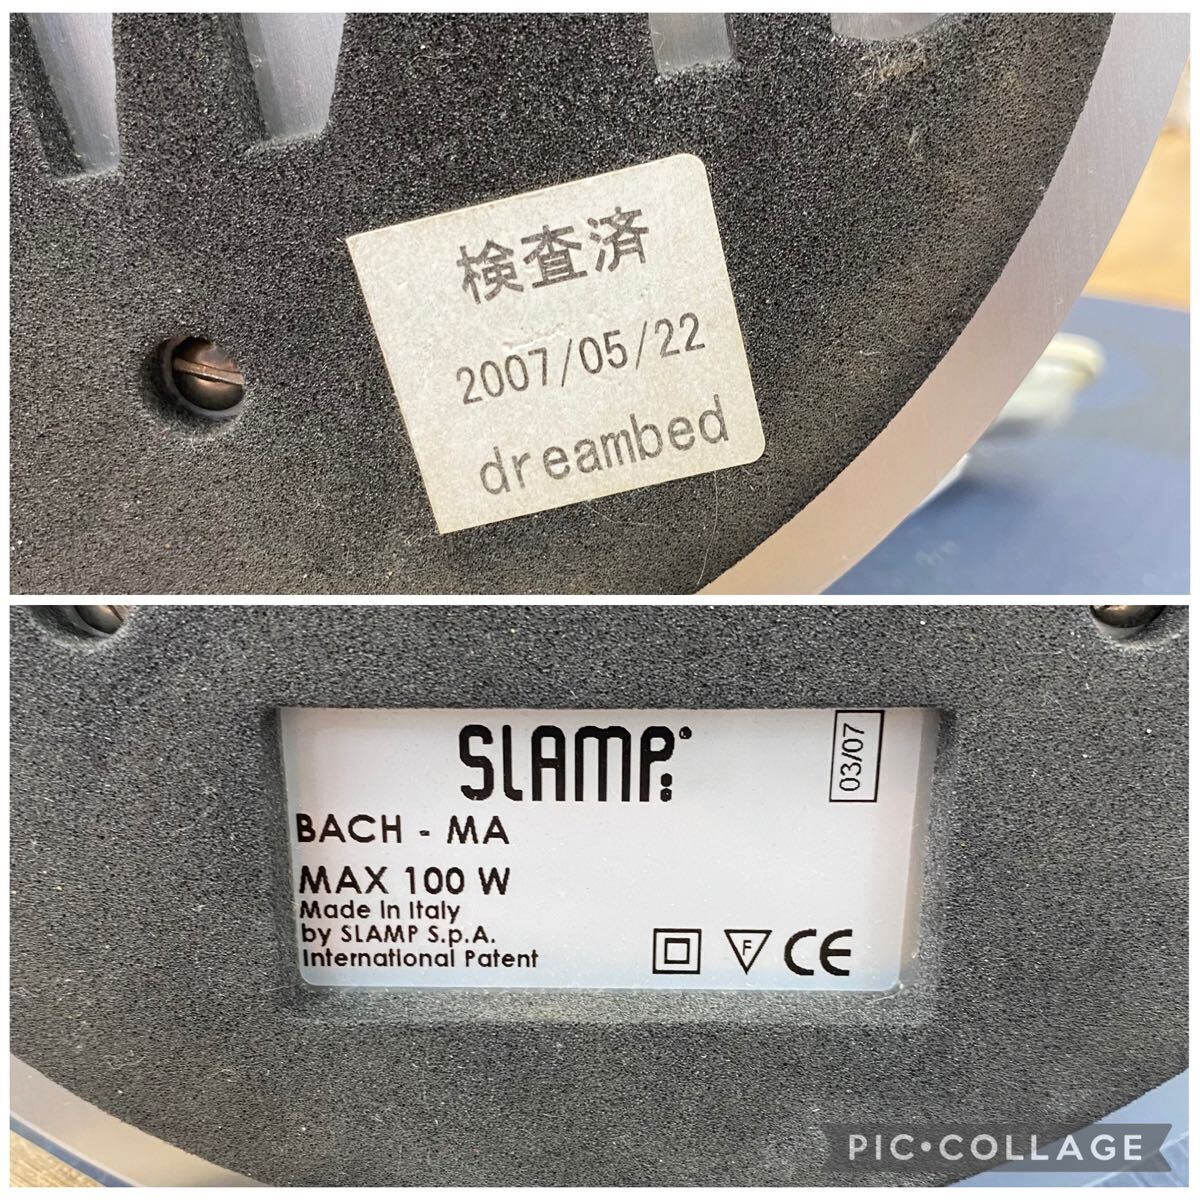 検査済
2007/05/22
dreambed
SLAMP
03/07
BACH - MA
MAX 100 W
Made In Italy
by SLAMP S.p.A.
International Patent
F CE
PIC•COLLAGE